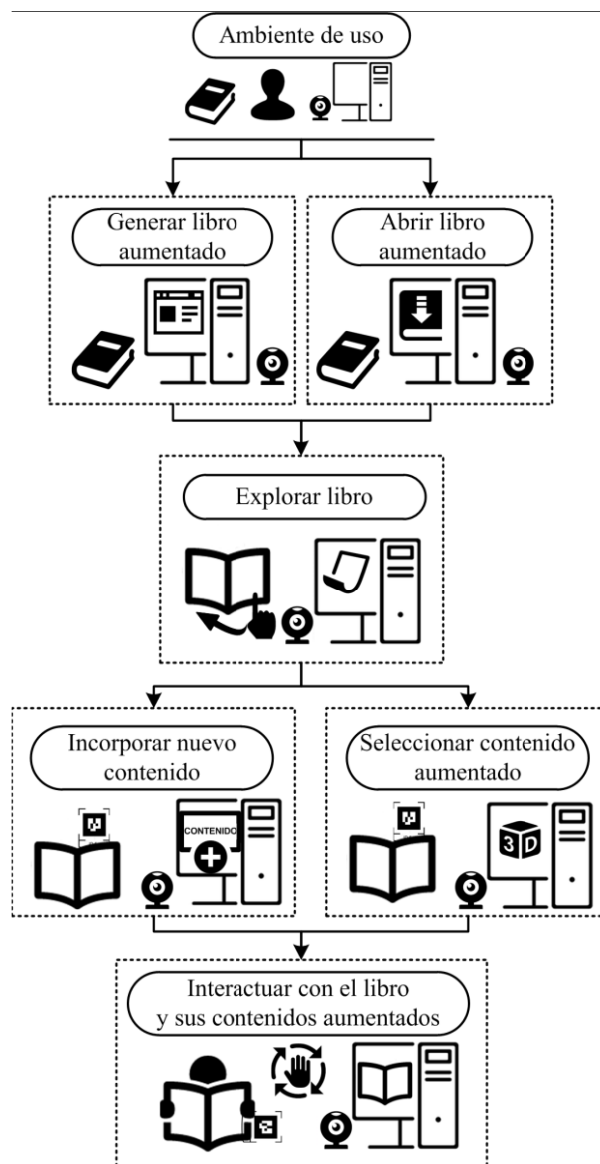 Ambiente de uso
Generar libro
aumentado
Abrir libro
aumentado
Explorar libro
Incorporar nuevo
contenido
CONTENIDO
Seleccionar contenido
aumentado
3D
Interactuar con el libro
y sus contenidos aumentados